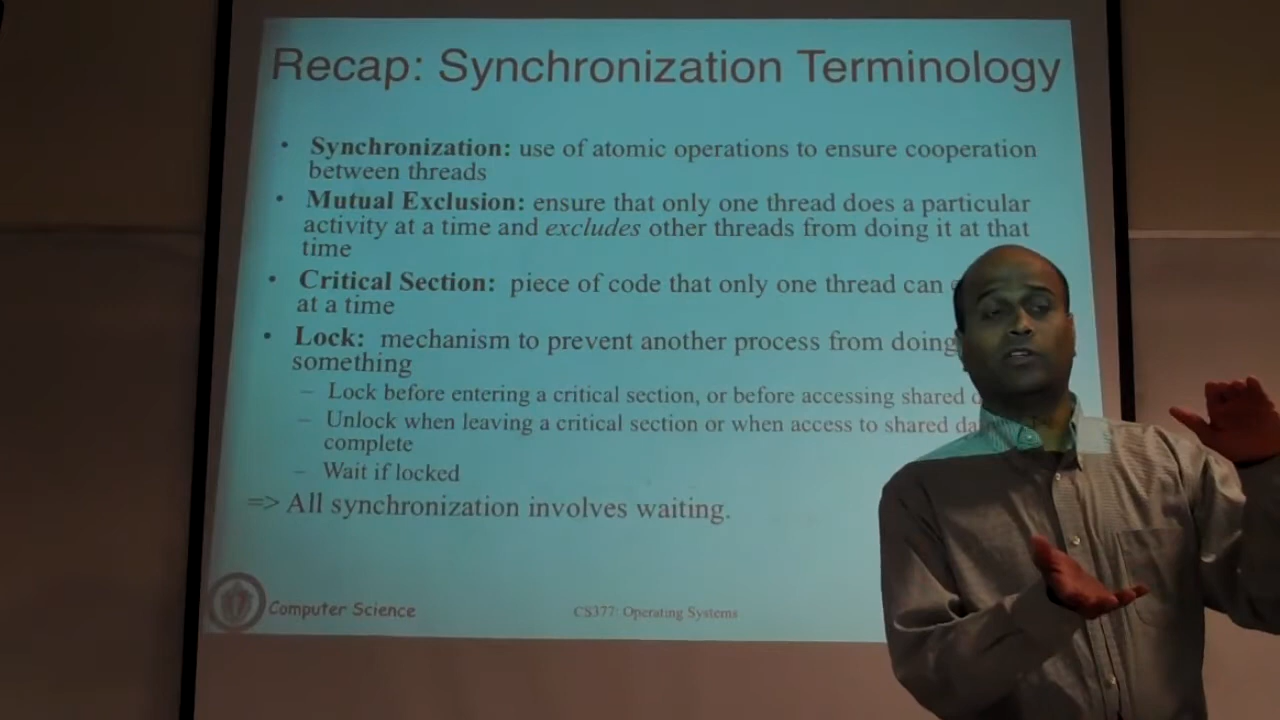 Recap: Synchronization Terminology
• Synchronization: use of atomic operations to ensure cooperation
between threads
• Mutual Exclusion: ensure that only one thread does a particular
activity at a time and excludes other threads from doing it at that
time
• Critical Section: piece of code that only one thread can
at a time
• Lock: mechanism to prevent another process from doing
something
– Lock before entering a critical section, or before accessing shared
– Unlock when leaving a critical section or when access to shared
complete
– Wait if locked
=> All synchronization involves waiting.
Computer Science
CS377: Operating Systems